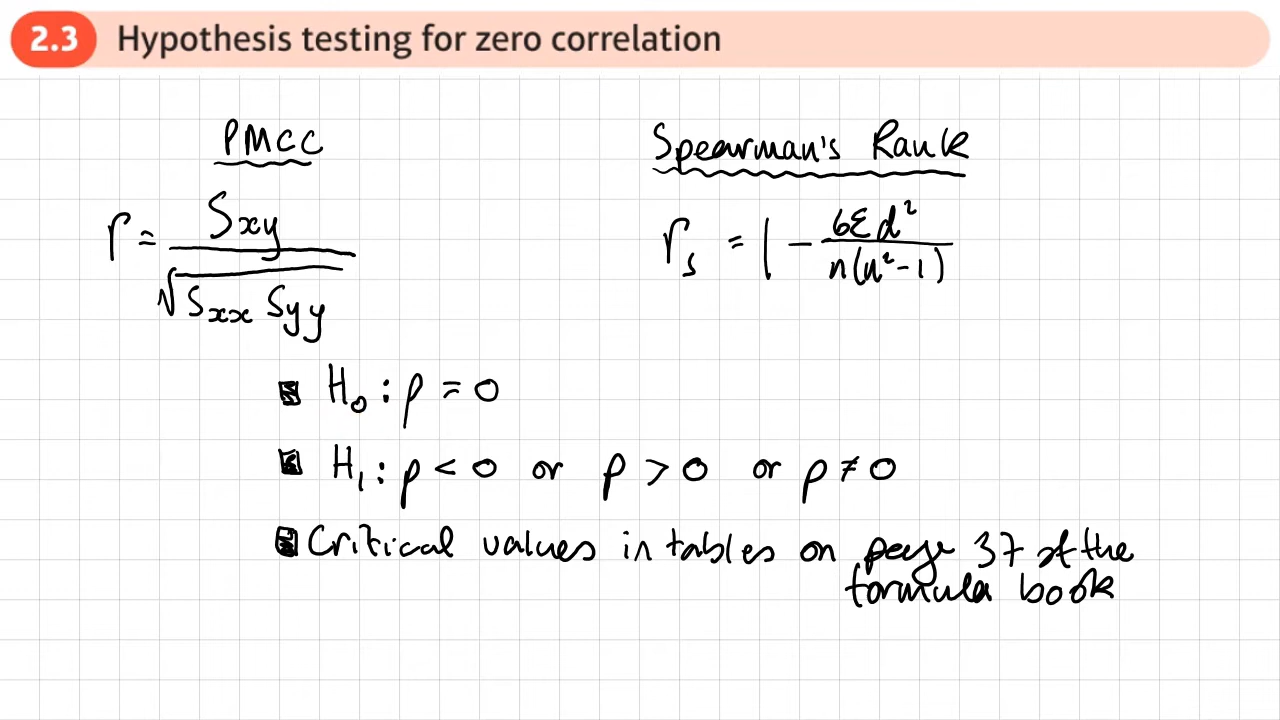 2.3 Hypothesis testing for zero correlation
PMCC
r = Sxy / √Sxx Syy
Spearman's Rank
rs = 1 - 6Σd² / n(n²-1)
H₀: ρ = 0
H₁: ρ < 0 or ρ > 0 or ρ ≠ 0
Critical values in tables on page 37 of the
formula book